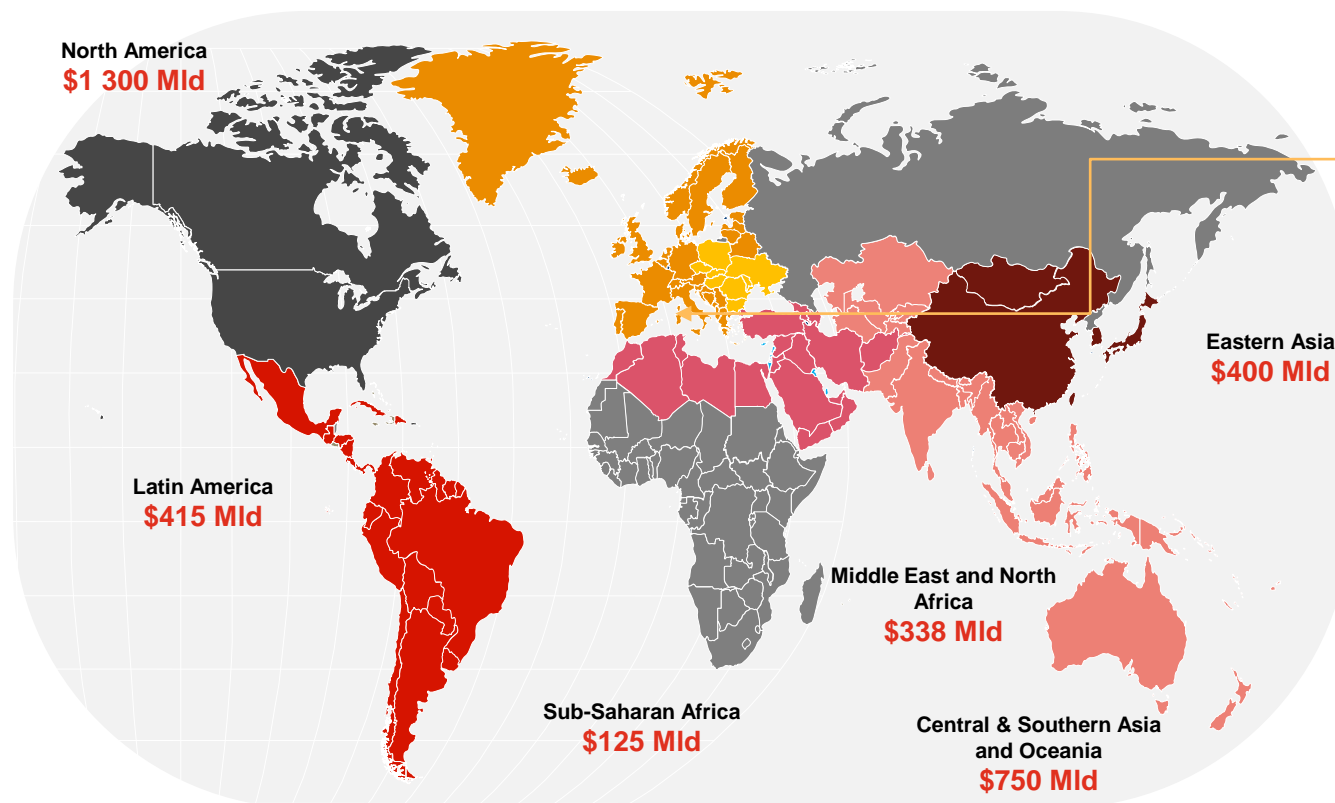 North America
$1 300 Mld
Eastern Asia
$400 Mld
Latin America
$415 Mld
Middle East and North
Africa
$338 Mld
Sub-Saharan Africa
$125 Mld
Central & Southern Asia
and Oceania
$750 Mld